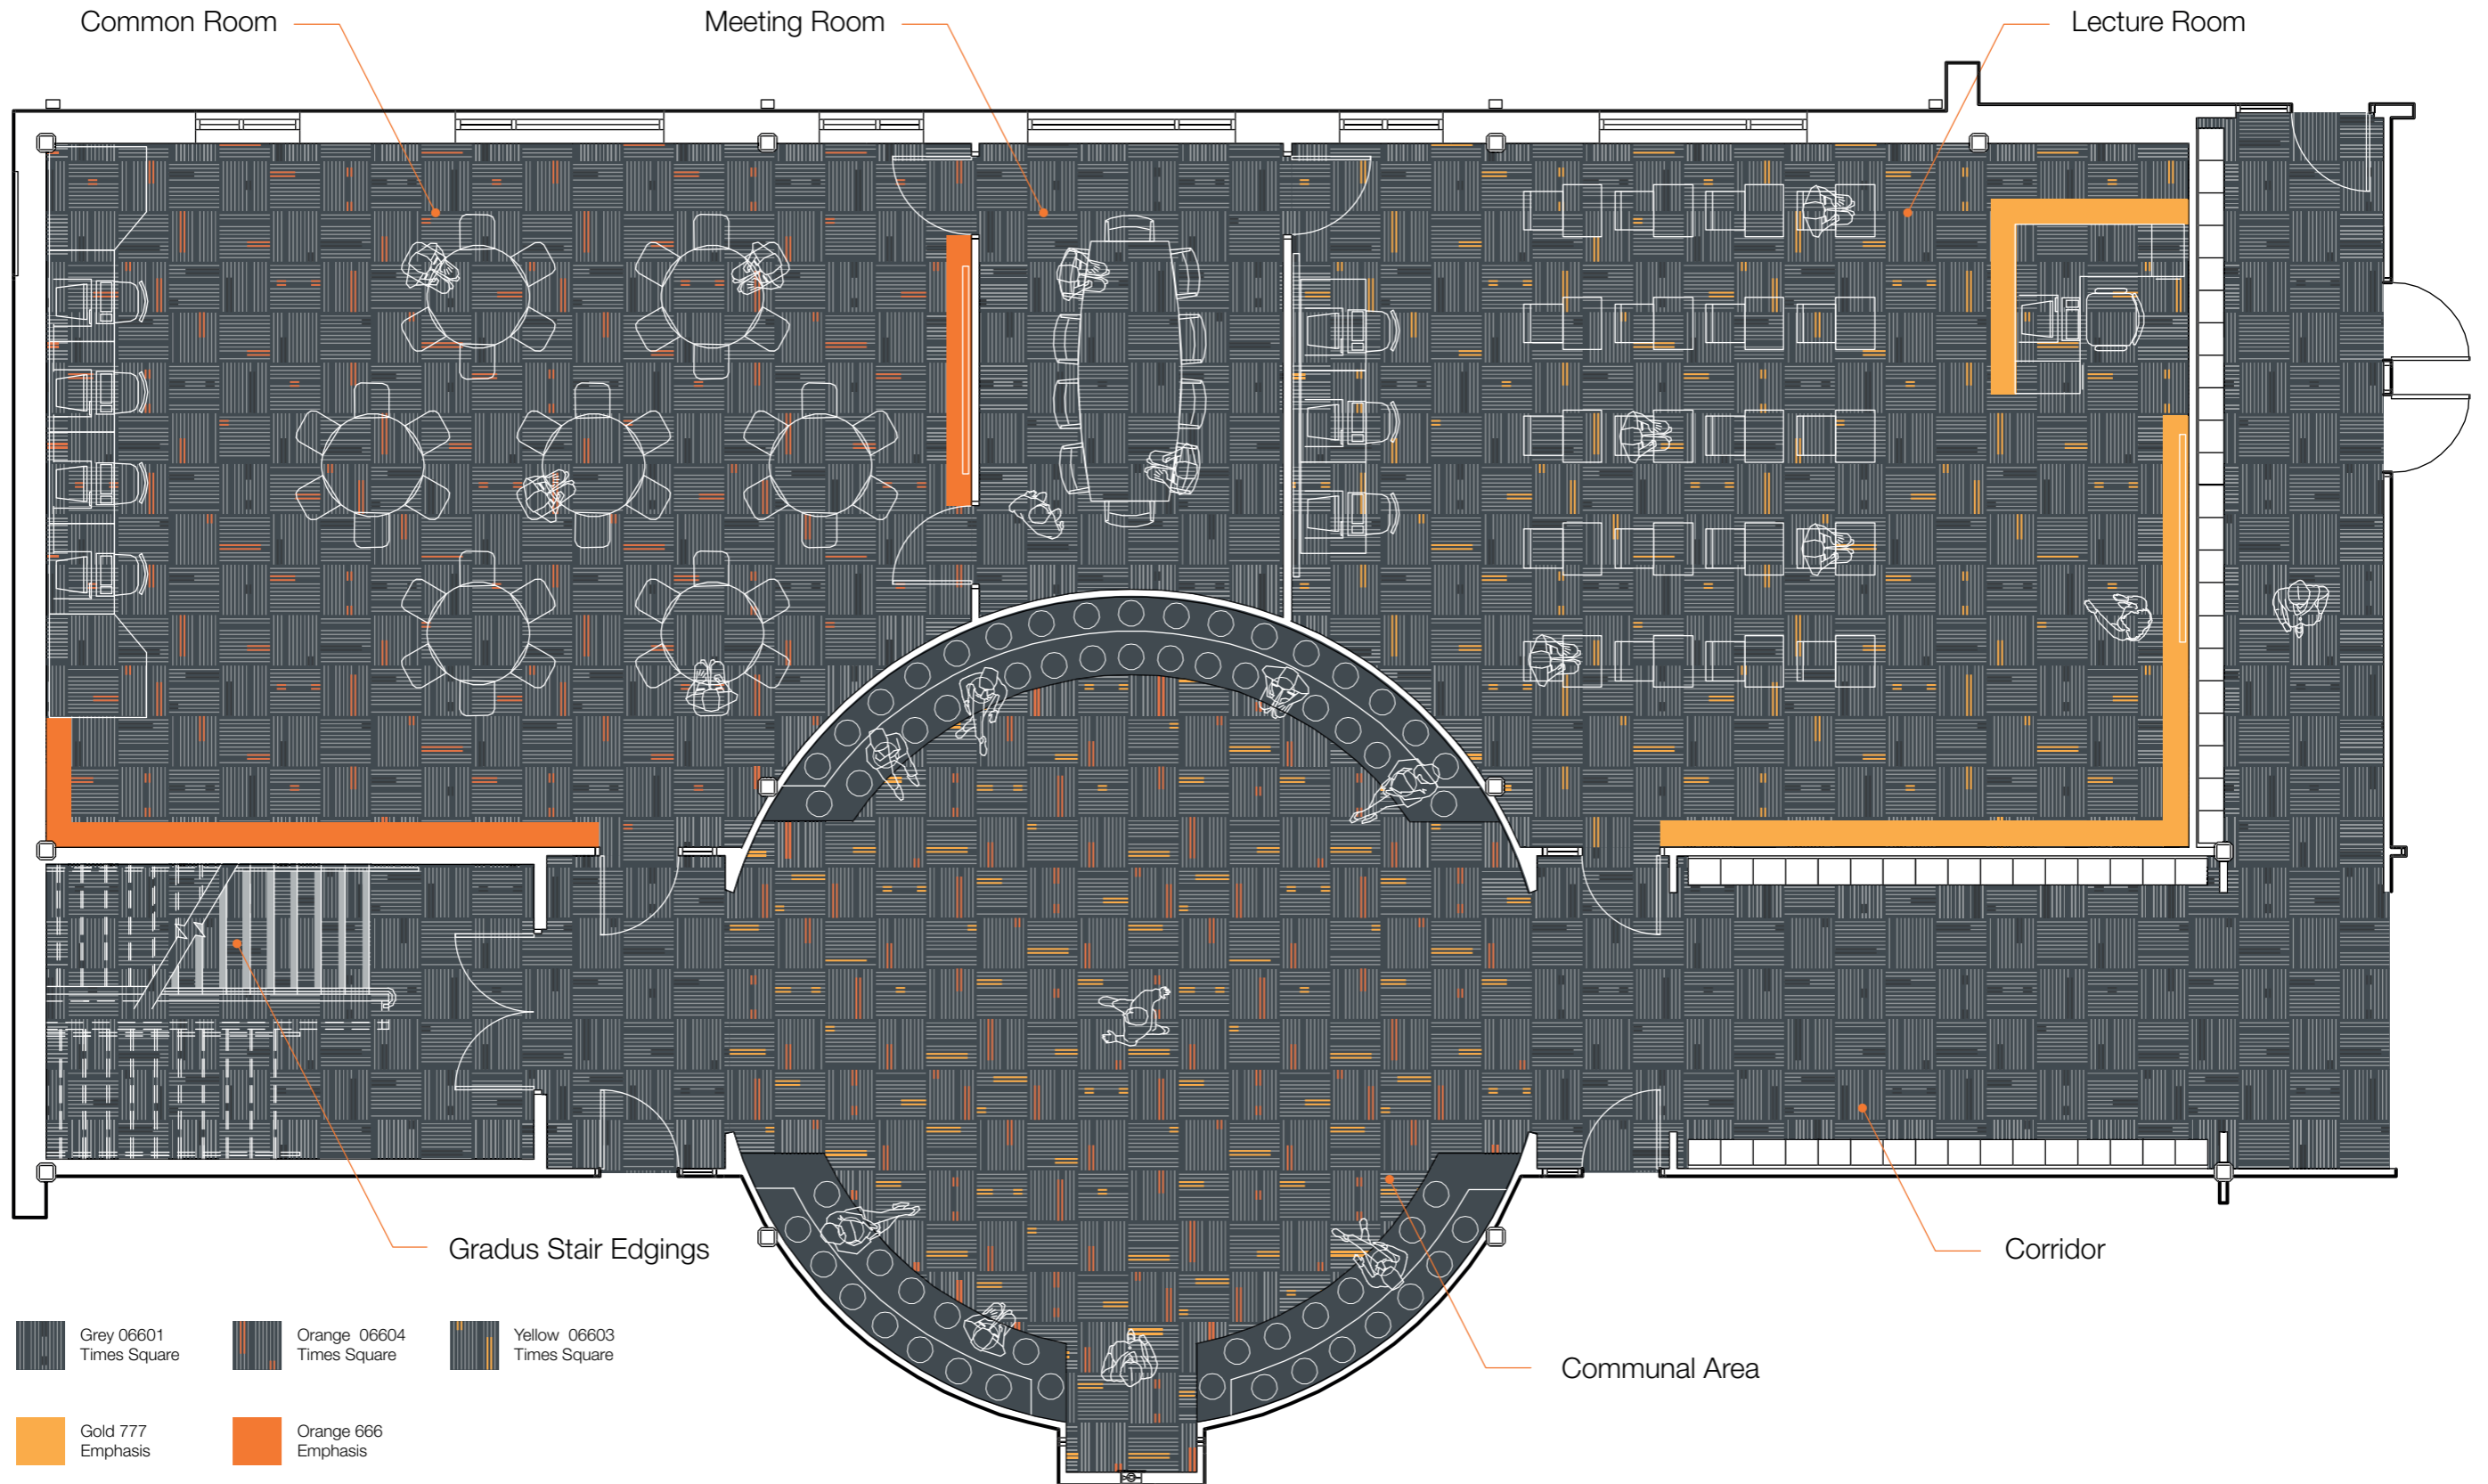 Common Room
Meeting Room
Lecture Room
Gradus Stair Edgings
Corridor
Communal Area
Grey 06601
Times Square
Orange 06604
Times Square
Yellow 06603
Times Square
Gold 777
Emphasis
Orange 666
Emphasis